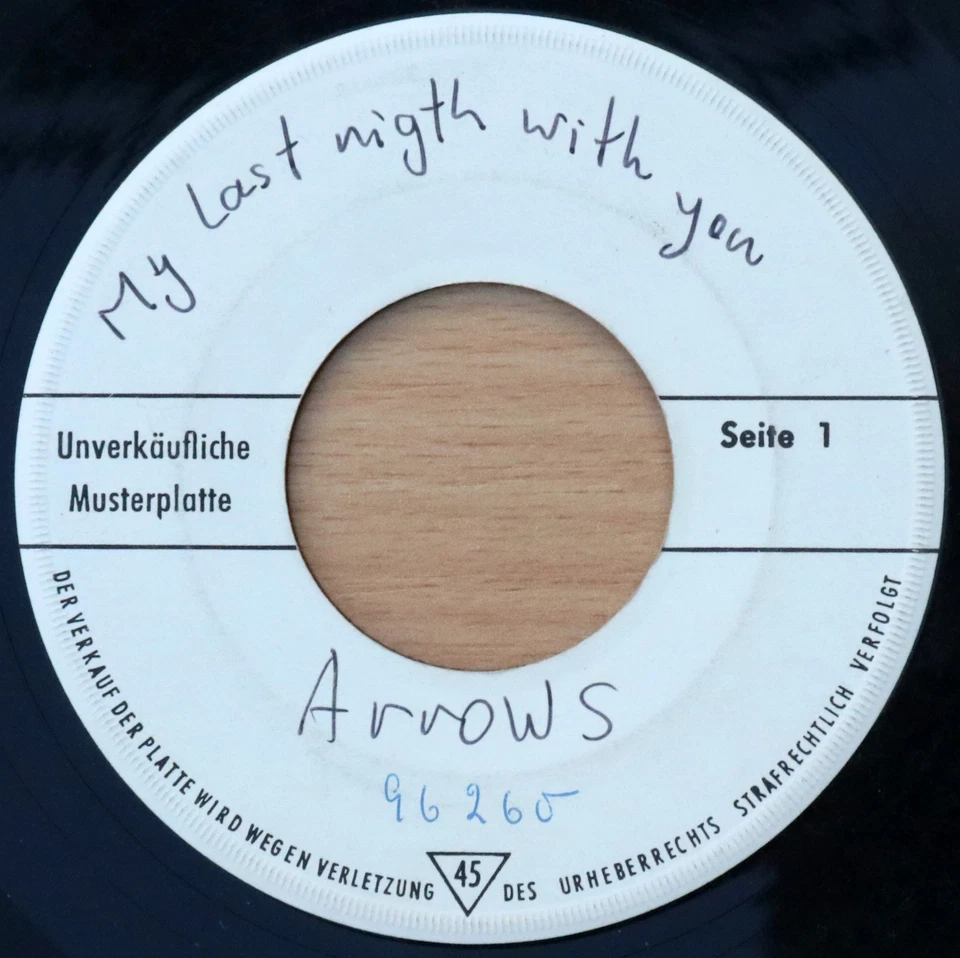 My Last nigth with you
Unverkäufliche
Musterplatte
Seite 1
Arrows
96260
DER VERKAUF DER PLATTE WIRD WEGEN VERLETZUNG DES URHEBERRECHTS STRAFRECHTLICH VERFOLGT
45